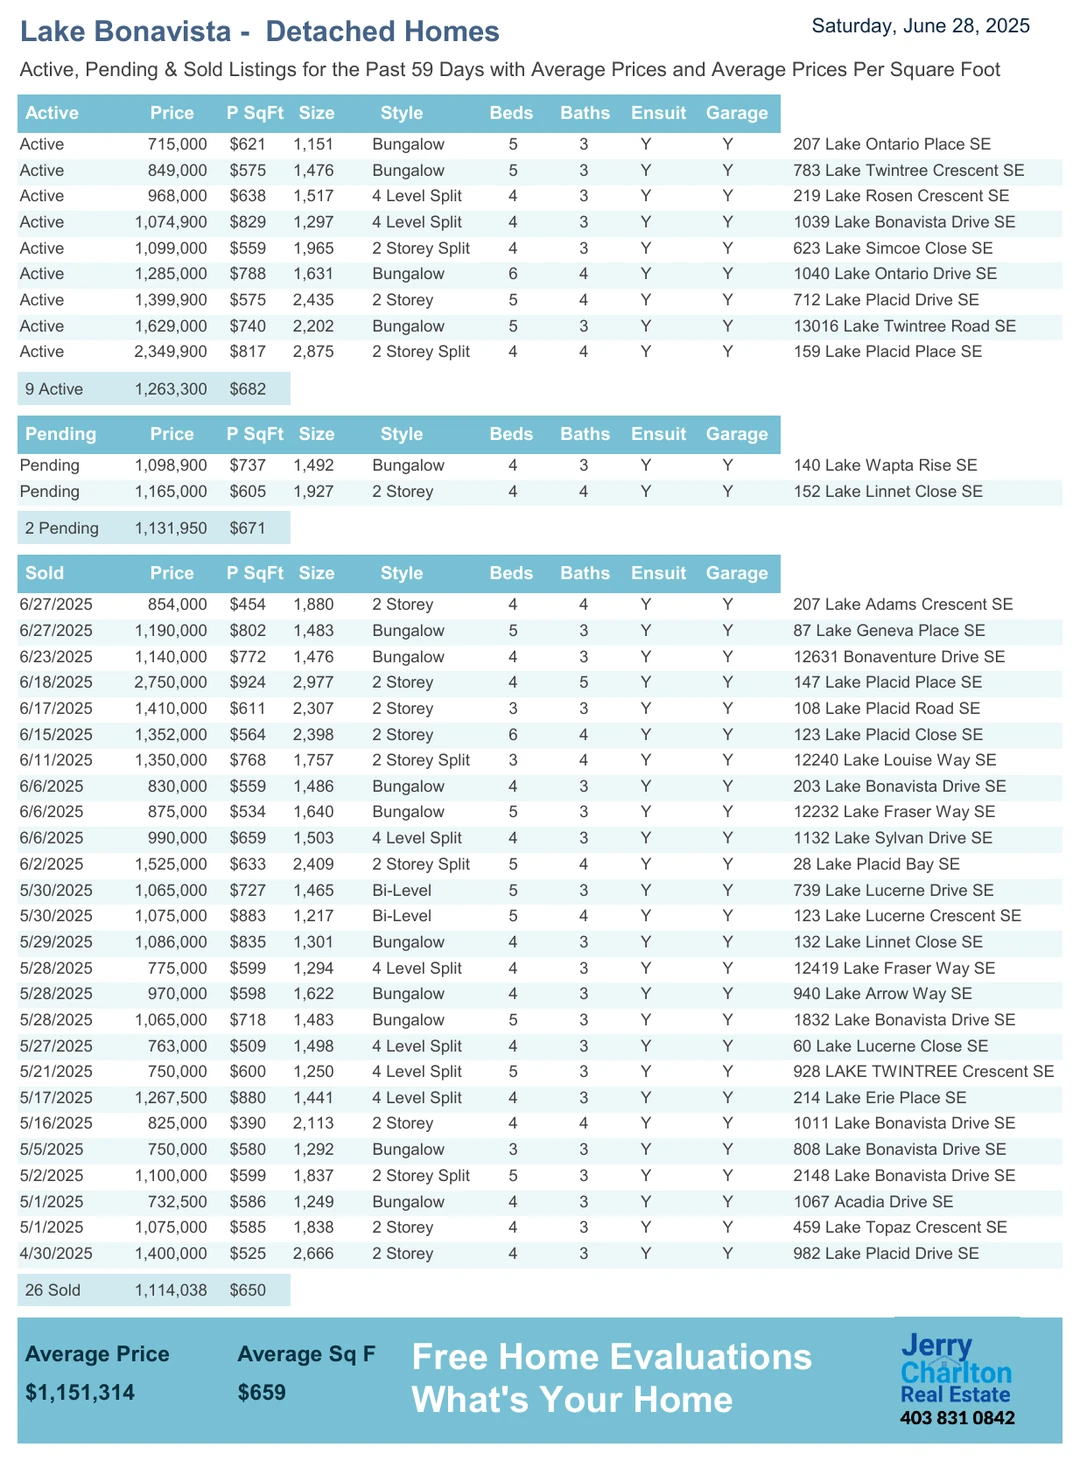 Lake Bonavista - Detached Homes
Saturday, June 28, 2025
Active, Pending & Sold Listings for the Past 59 Days with Average Prices and Average Prices Per Square Foot
Active Price P SqFt Size Style Beds Baths Ensuit Garage
Active 715,000 $621 1,151 Bungalow 5 3 Y Y 207 Lake Ontario Place SE
Active 849,000 $575 1,476 Bungalow 5 3 Y Y 783 Lake Twintree Crescent SE
Active 968,000 $638 1,517 4 Level Split 4 3 Y Y 219 Lake Rosen Crescent SE
Active 1,074,900 $829 1,297 4 Level Split 4 3 Y Y 1039 Lake Bonavista Drive SE
Active 1,099,000 $559 1,965 2 Storey Split 4 3 Y Y 623 Lake Simcoe Close SE
Active 1,285,000 $788 1,631 Bungalow 6 4 Y Y 1040 Lake Ontario Drive SE
Active 1,399,900 $575 2,435 2 Storey 5 4 Y Y 712 Lake Placid Drive SE
Active 1,629,000 $740 2,202 Bungalow 5 3 Y Y 13016 Lake Twintree Road SE
Active 2,349,900 $817 2,875 2 Storey Split 4 4 Y Y 159 Lake Placid Place SE
9 Active 1,263,300 $682
Pending Price P SqFt Size Style Beds Baths Ensuit Garage
Pending 1,098,900 $737 1,492 Bungalow 4 3 Y Y 140 Lake Wapta Rise SE
Pending 1,165,000 $605 1,927 2 Storey 4 4 Y Y 152 Lake Linnet Close SE
2 Pending 1,131,950 $671
Sold Price P SqFt Size Style Beds Baths Ensuit Garage
6/27/2025 854,000 $454 1,880 2 Storey 4 4 Y Y 207 Lake Adams Crescent SE
6/27/2025 1,190,000 $802 1,483 Bungalow 5 3 Y Y 87 Lake Geneva Place SE
6/23/2025 1,140,000 $772 1,476 Bungalow 4 3 Y Y 12631 Bonaventure Drive SE
6/18/2025 2,750,000 $924 2,977 2 Storey 4 5 Y Y 147 Lake Placid Place SE
6/17/2025 1,410,000 $611 2,307 2 Storey 3 3 Y Y 108 Lake Placid Road SE
6/15/2025 1,352,000 $564 2,398 2 Storey 6 4 Y Y 123 Lake Placid Close SE
6/11/2025 1,350,000 $768 1,757 2 Storey Split 3 4 Y Y 12240 Lake Louise Way SE
6/6/2025 830,000 $559 1,486 Bungalow 4 3 Y Y 203 Lake Bonavista Drive SE
6/6/2025 875,000 $534 1,640 Bungalow 5 3 Y Y 12232 Lake Fraser Way SE
6/6/2025 990,000 $659 1,503 4 Level Split 4 3 Y Y 1132 Lake Sylvan Drive SE
6/2/2025 1,525,000 $633 2,409 2 Storey Split 5 4 Y Y 28 Lake Placid Bay SE
5/30/2025 1,065,000 $727 1,465 Bi-Level 5 3 Y Y 739 Lake Lucerne Drive SE
5/30/2025 1,075,000 $883 1,217 Bi-Level 5 4 Y Y 123 Lake Lucerne Crescent SE
5/29/2025 1,086,000 $835 1,301 Bungalow 4 3 Y Y 132 Lake Linnet Close SE
5/28/2025 775,000 $599 1,294 4 Level Split 4 3 Y Y 12419 Lake Fraser Way SE
5/28/2025 970,000 $598 1,622 Bungalow 4 3 Y Y 940 Lake Arrow Way SE
5/28/2025 1,065,000 $718 1,483 Bungalow 5 3 Y Y 1832 Lake Bonavista Drive SE
5/27/2025 763,000 $509 1,498 4 Level Split 4 3 Y Y 60 Lake Lucerne Close SE
5/21/2025 750,000 $600 1,250 4 Level Split 5 3 Y Y 928 LAKE TWINTREE Crescent SE
5/17/2025 1,267,500 $880 1,441 4 Level Split 4 3 Y Y 214 Lake Erie Place SE
5/16/2025 825,000 $390 2,113 2 Storey 4 4 Y Y 1011 Lake Bonavista Drive SE
5/5/2025 750,000 $580 1,292 Bungalow 3 3 Y Y 808 Lake Bonavista Drive SE
5/2/2025 1,100,000 $599 1,837 2 Storey Split 5 3 Y Y 2148 Lake Bonavista Drive SE
5/1/2025 732,500 $586 1,249 Bungalow 4 3 Y Y 1067 Acadia Drive SE
5/1/2025 1,075,000 $585 1,838 2 Storey 4 3 Y Y 459 Lake Topaz Crescent SE
4/30/2025 1,400,000 $525 2,666 2 Storey 4 3 Y Y 982 Lake Placid Drive SE
26 Sold 1,114,038 $650
Average Price Average Sq F
$1,151,314 $659
Free Home Evaluations
What's Your Home
Jerry
Charlton
Real Estate
403 831 0842